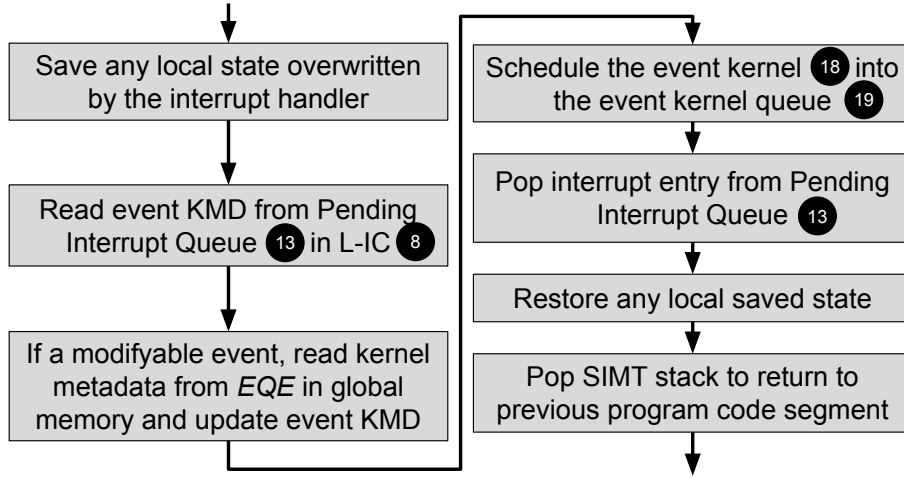 Save any local state overwritten
by the interrupt handler
Read event KMD from Pending
Interrupt Queue 13 in L-IC 8
If a modifyable event, read kernel
metadata from EQE in global
memory and update event KMD
Schedule the event kernel 18 into
the event kernel queue 19
Pop interrupt entry from Pending
Interrupt Queue 13
Restore any local saved state
Pop SIMT stack to return to
previous program code segment